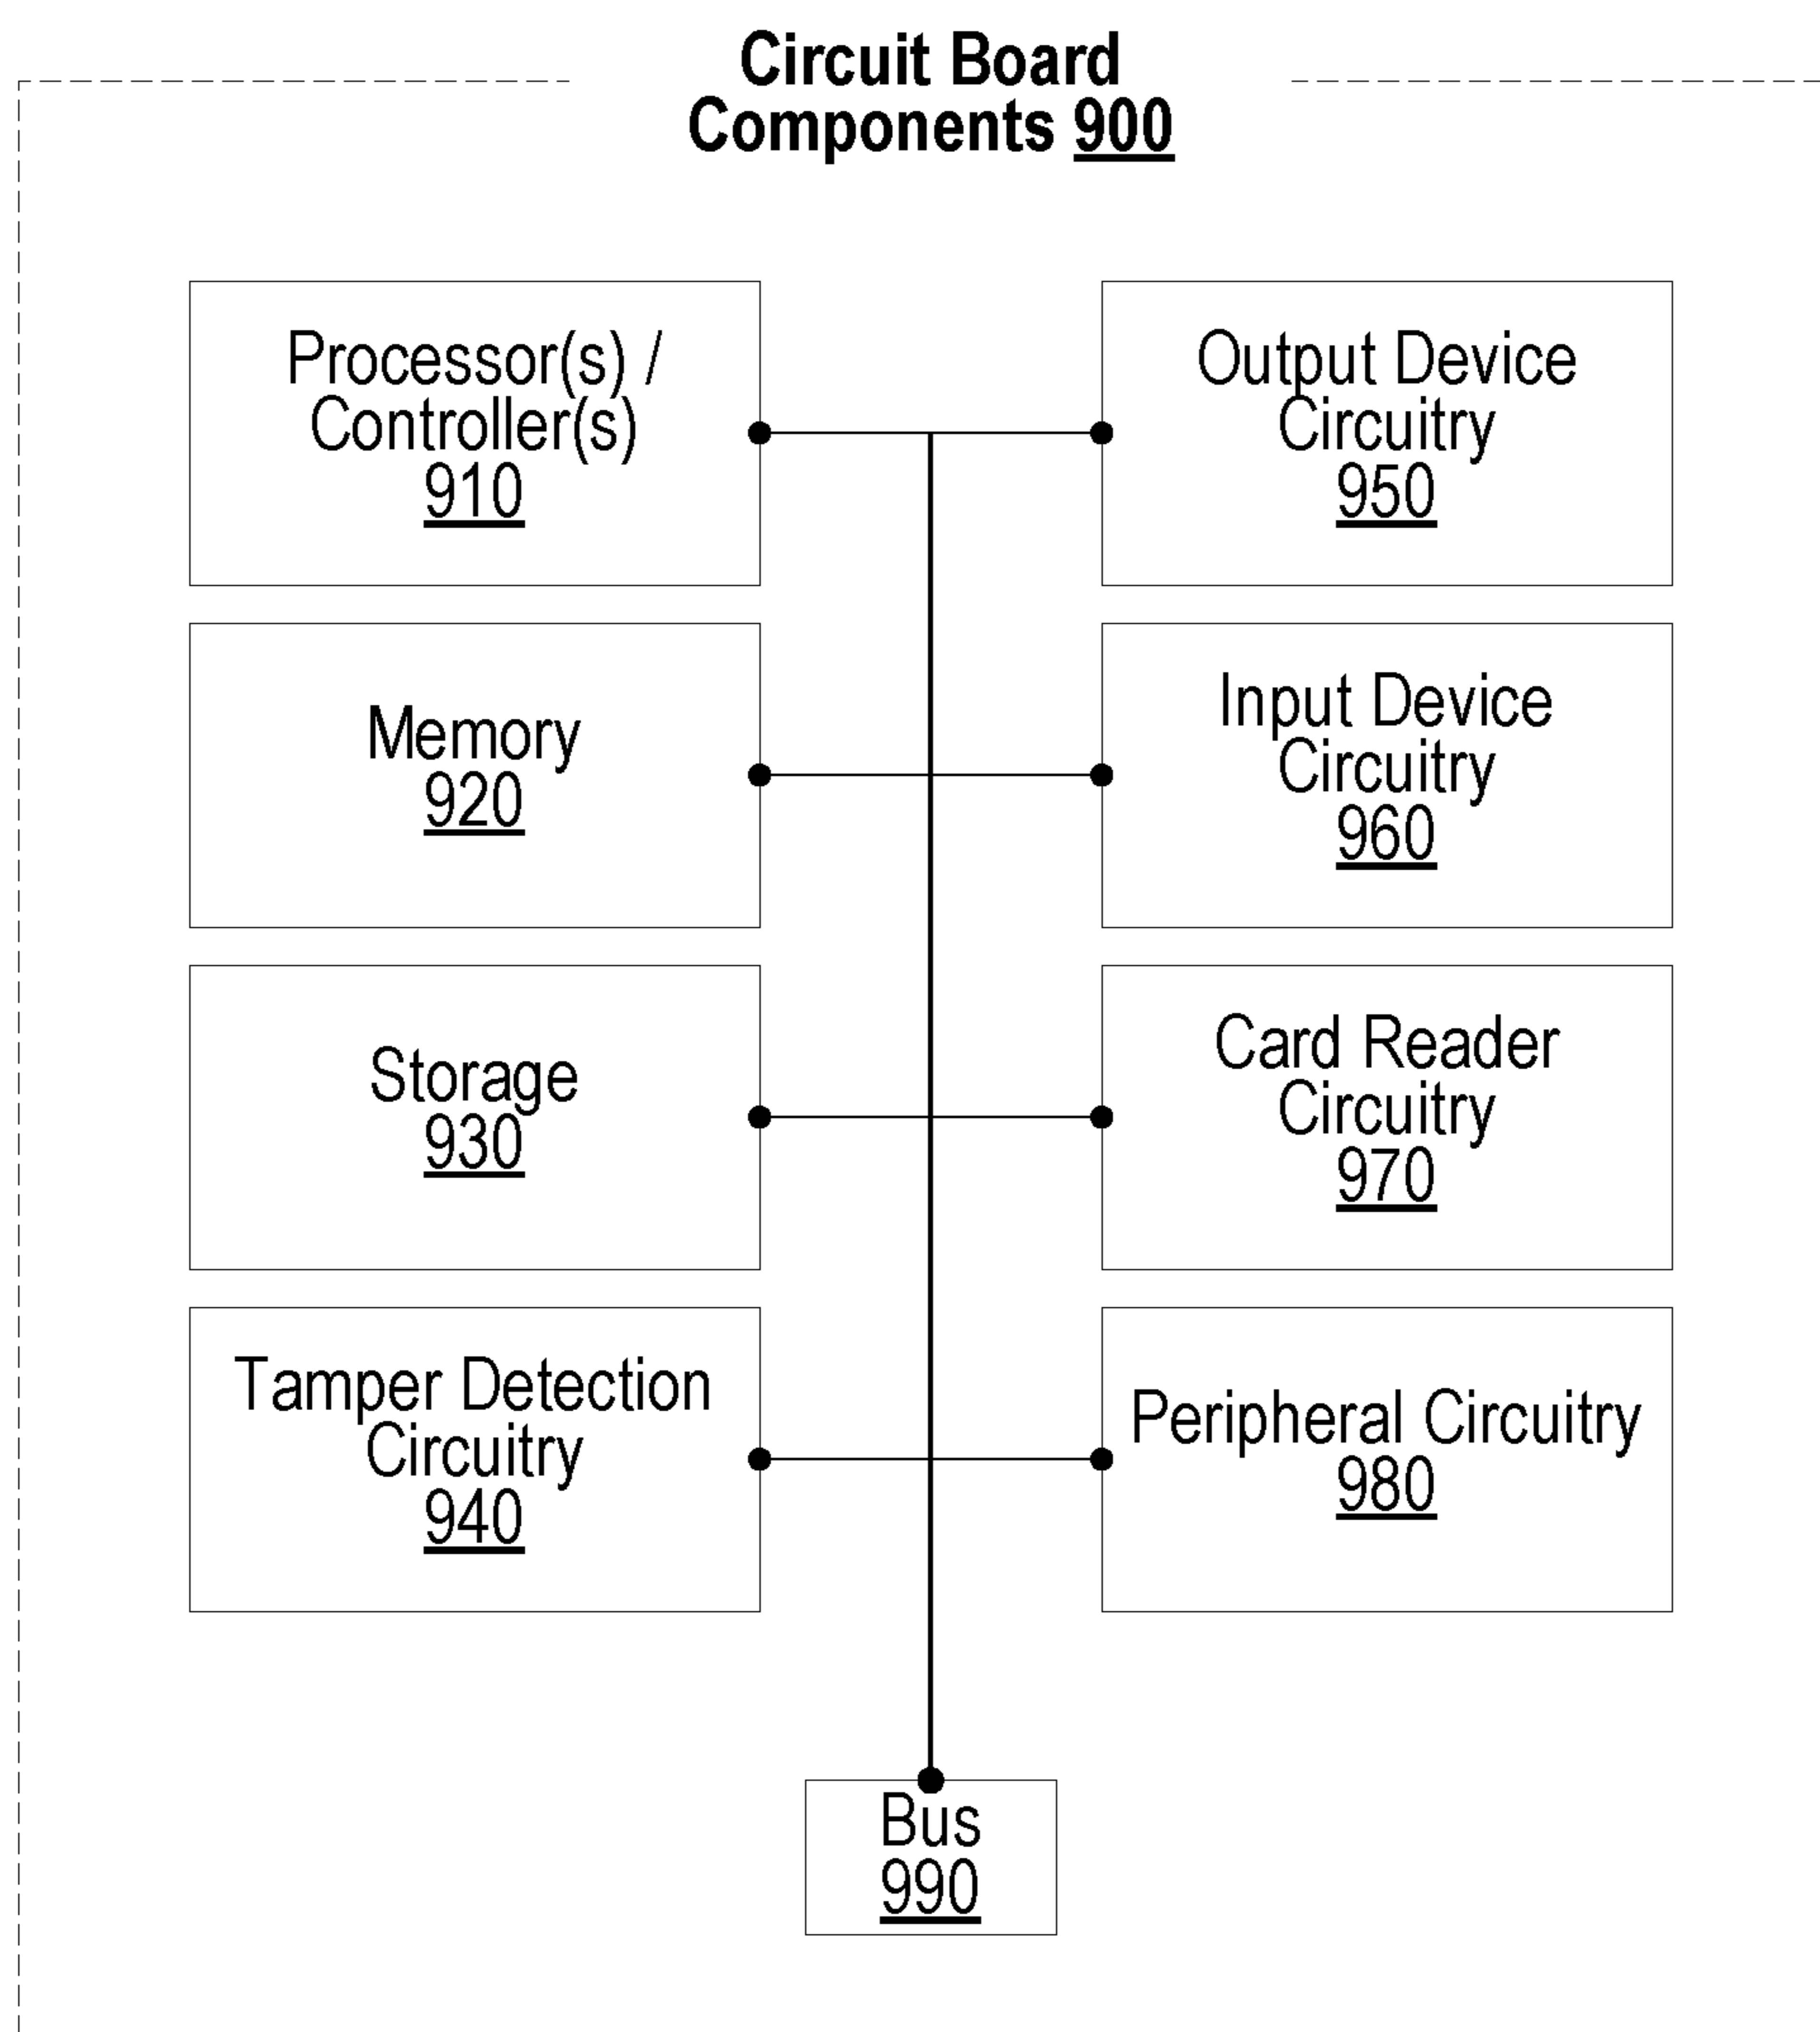 Circuit Board
Components 900
Processor(s) /
Controller(s)
910
Output Device
Circuitry
950
Memory
920
Input Device
Circuitry
960
Storage
930
Card Reader
Circuitry
970
Tamper Detection
Circuitry
940
Peripheral Circuitry
980
Bus
990